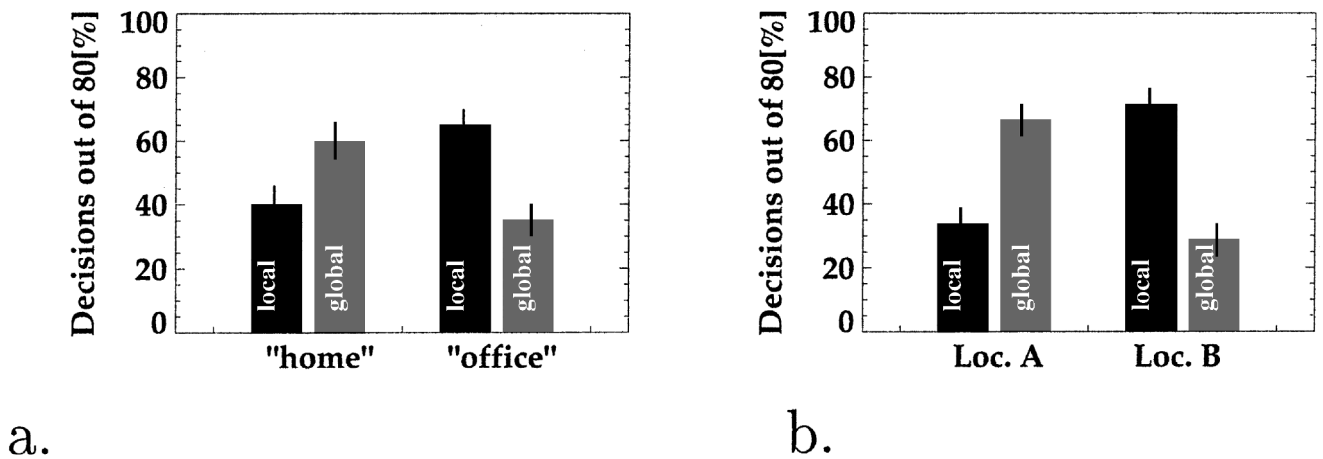 Decisions out of 80[%]
100
80
60
40
20
0
local
global
local
global
"home"
"office"
a.
Decisions out of 80[%]
100
80
60
40
20
0
local
global
local
global
Loc. A
Loc. B
b.